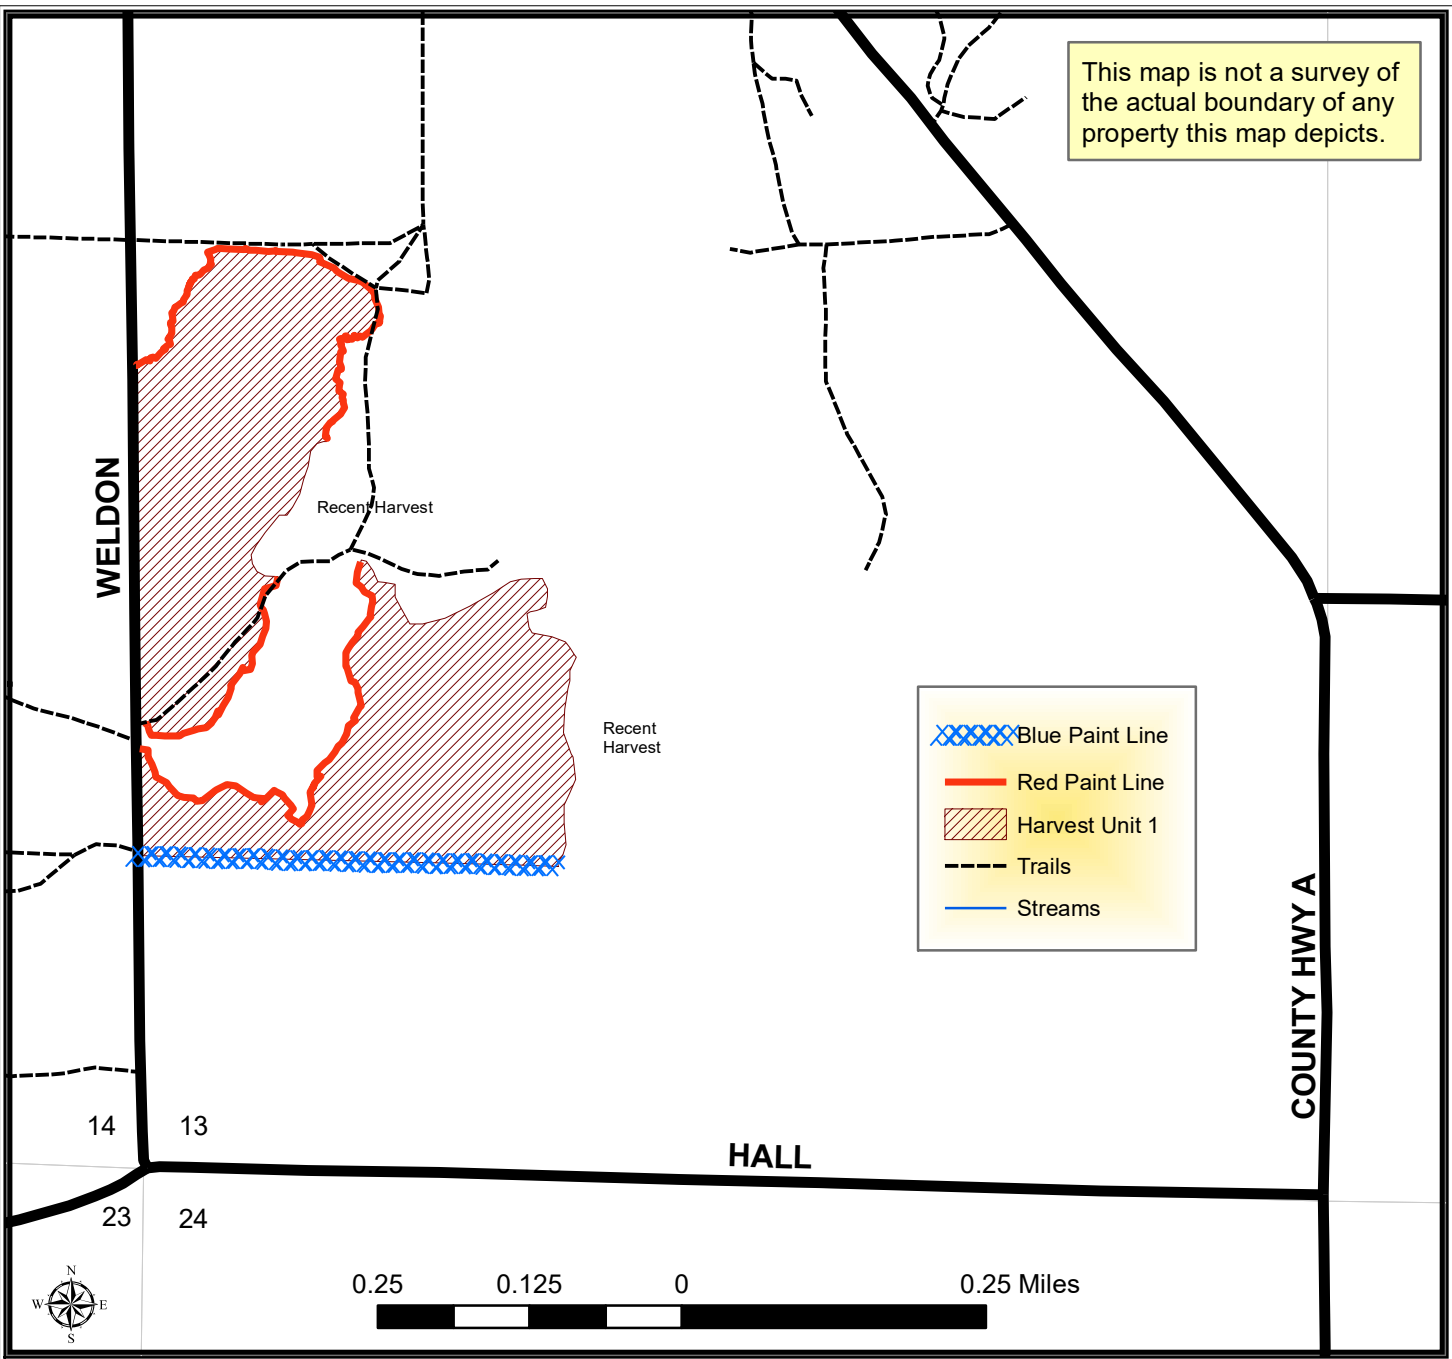 This map is not a survey of
the actual boundary of any
property this map depicts.
WELDON
Recent Harvest
Recent
Harvest
Blue Paint Line
Red Paint Line
Harvest Unit 1
Trails
Streams
COUNTY HWY A
14
13
HALL
23
24
N
W
E
S
0.25
0.125
0
0.25 Miles